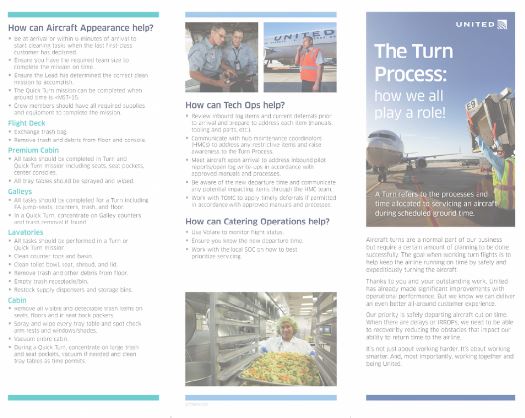 How can Aircraft Appearance help?
• Be at arrival or within 6 minutes of arrival to
start cleaning tasks when the last first-class
customer has deplaned.
• Ensure you have the required team size to
complete the mission on time.
• Ensure the Lead has determined the correct clean
mission to accomplish.
• The Quick Turn mission can be completed when
ground time is
• Crew members should have all required supplies
and equipment to complete the mission.
Flight Deck
• Exchange trash bag.
• Remove trash and debris from floor and console.
Premium Cabin
• All tasks should be completed in Turn and
Quick Turn mission including seats, seat pockets,
center consoles.
• All tray tables should be sprayed and wiped.
Galleys
• All tasks should be completed for a Turn including
FA jump-seats, counters, trash, and floor.
• In a Quick Turn, concentrate on Galley counters
and trash removal if found.
Lavatories
• All tasks should be performed in a Turn or
Quick Turn mission.
• Clean counter tops and basin.
• Clean toilet bowl, seat, shroud, and lid.
• Remove trash and other debris from floor.
• Empty trash receptacle/bin.
• Restock supply dispensers and storage bins.
Cabin
• Remove all visible and detectable trash items on
seats, floors and in seat back pockets.
• Spray and wipe every tray table and spot check
arm-rests and windows-shades.
• Vacuum entire cabin.
• During a Quick Turn, concentrate on large trash
and seat pockets, vacuum if needed and clean
tray tables as time permits.
UNITED
How can Tech Ops help?
• Review inbound log items and current deferrals prior
to arrival and prepare to address each item (manuals,
tooling and parts, etc.).
• Communicate with hub maintenance coordinators
(HMC) to address any restrictive items and raise
awareness to the Turn Process.
• Meet aircraft upon arrival to address inbound pilot
reports/open log write-ups in accordance with
approved manuals and processes.
• Be aware of the new departure time and communicate
any potential impacting items through the HMC team.
• Work with TOMC to apply timely deferrals if permitted
in accordance with approved manuals and processes.
How can Catering Operations help?
• Use to monitor flight status.
• Ensure you know the new departure time.
• Work with the local SOC on how to best
prioritize servicing.
UNITED
The Turn
Process:
how we all
play a role!
E9
A Turn refers to the processes and
time allocated to servicing an aircraft
during scheduled ground time.
Aircraft turns are a normal part of our business
but require a certain amount of planning to be done
successfully. The goal when working turn flights is to
help keep the airline running on time by safely and
expeditiously turning the aircraft.
Thanks to you and your outstanding work, United
has already made significant improvements with
operational performance. But we know we can deliver
an even better all-around customer experience.
Our priority is safely departing aircraft out on time.
When there are delays or IRROPs, we need to be able
to recover by reducing the obstacles that impact our
ability to return time to the airline.
It's not just about working harder. It's about working
smarter. And, most importantly, working together and
being United.